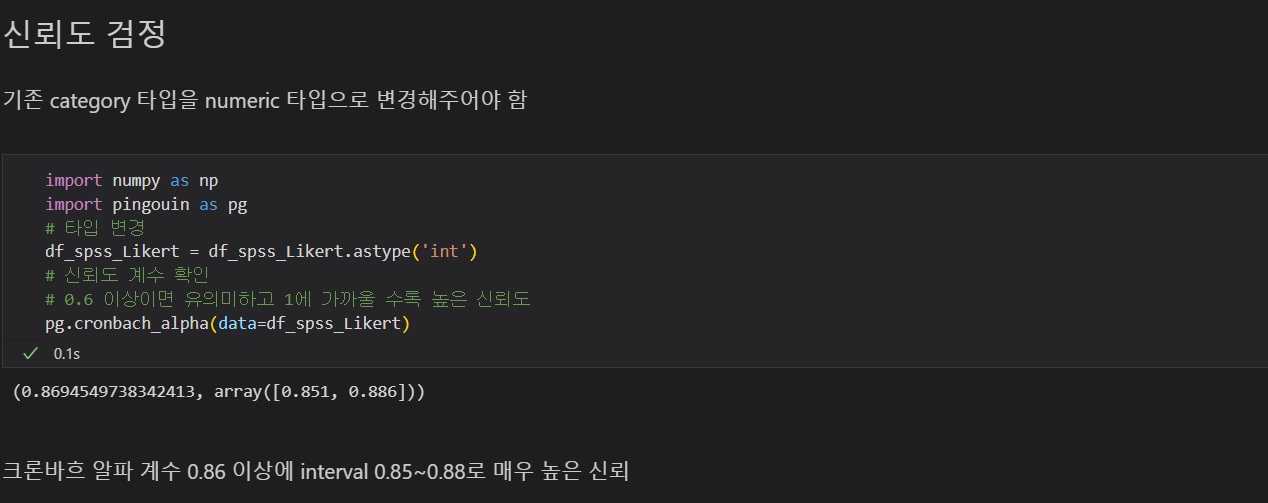 신뢰도 검정
기존 category 타입을 numeric 타입으로 변경해주어야 함
import numpy as np
import pingouin as pg
# 타입 변경
df_spss_Likert = df_spss_Likert.astype('int')
# 신뢰도 계수 확인
# 0.6 이상이면 유의미하고 1에 가까울 수록 높은 신뢰도
pg.cronbach_alpha(data=df_spss_Likert)
0.1s
(0.8694549738342413, array([0.851, 0.886]))
크론바흐 알파 계수 0.86 이상에 interval 0.85~0.88로 매우 높은 신뢰